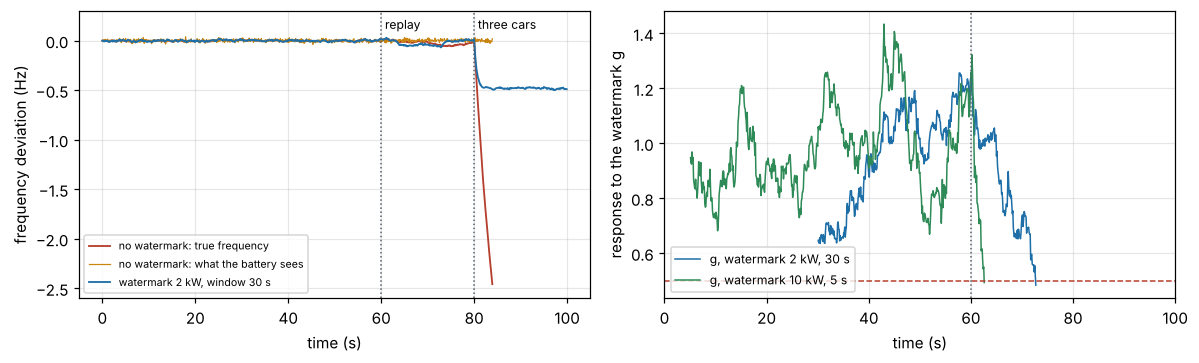 replay
three cars
0.0
−0.5
−1.0
−1.5
−2.0
−2.5
frequency deviation (Hz)
no watermark: true frequency
no watermark: what the battery sees
watermark 2 kW, window 30 s
0 20 40 60 80 100
time (s)
1.4
1.2
1.0
0.8
0.6
response to the watermark g
g, watermark 2 kW, 30 s
g, watermark 10 kW, 5 s
0 20 40 60 80 100
time (s)